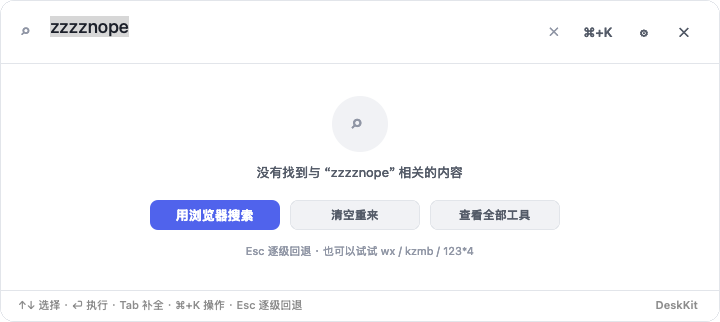 zzzznope ⌘+K
没有找到与 “zzzznope” 相关的内容
用浏览器搜索 清空重来 查看全部工具
Esc 逐级回退 · 也可以试试 wx / kzmb / 123*4
↑↓ 选择 · ↩ 执行 · Tab 补全 · ⌘+K 操作 · Esc 逐级回退 DeskKit